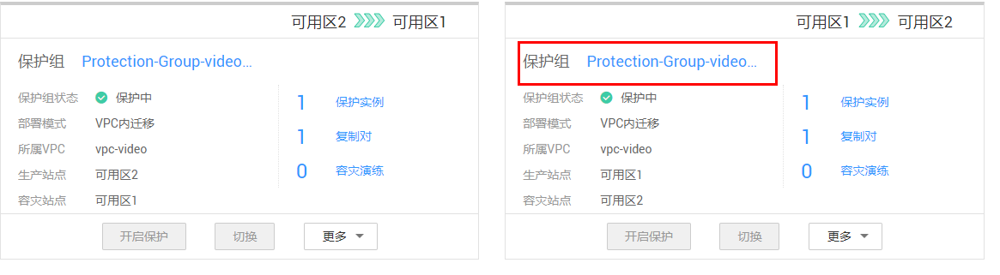 可用区2 可用区1
保护组 Protection-Group-video...
保护组状态 保护中
部署模式 VPC内迁移
所属VPC vpc-video
生产站点 可用区2
容灾站点 可用区1
1 保护实例
1 复制对
0 容灾演练
开启保护 切换 更多
可用区1 可用区2
保护组 Protection-Group-video...
保护组状态 保护中
部署模式 VPC内迁移
所属VPC vpc-video
生产站点 可用区1
容灾站点 可用区2
1 保护实例
1 复制对
0 容灾演练
开启保护 切换 更多